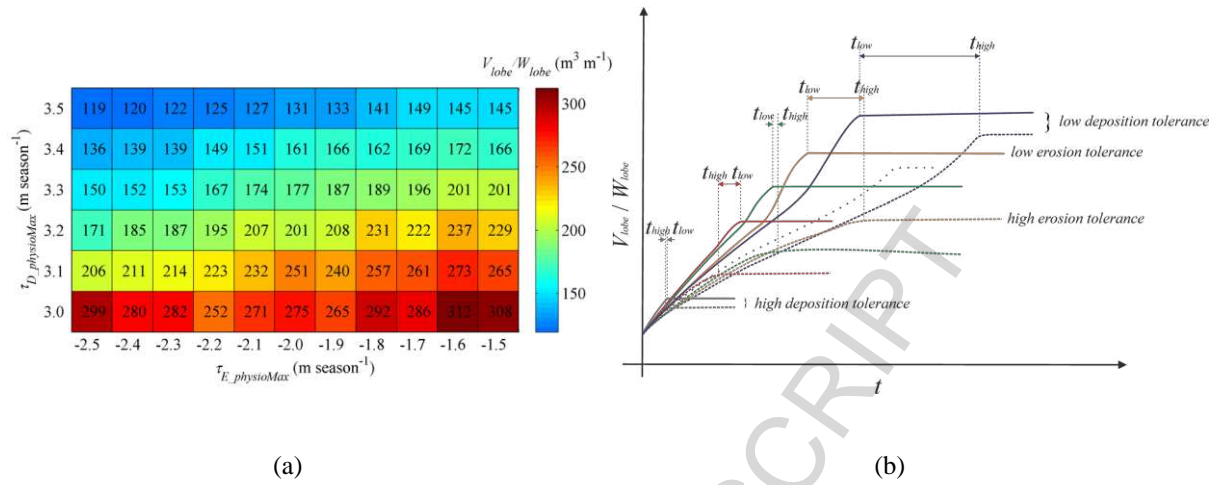 V_lobe/W_lobe (m³ m⁻¹)
τ_D_physioMax (m season⁻¹)
3.5 119 120 122 125 127 131 133 141 149 145 145
3.4 136 139 139 149 151 161 166 162 169 172 166
3.3 150 152 153 167 174 177 187 189 196 201 201
3.2 171 185 187 195 207 201 208 231 222 237 229
3.1 206 211 214 223 232 251 240 257 261 273 265
3.0 299 280 282 252 271 275 265 292 286 312 308
-2.5 -2.4 -2.3 -2.2 -2.1 -2.0 -1.9 -1.8 -1.7 -1.6 -1.5
τ_E_physioMax (m season⁻¹)
300
250
200
150
(a)
V_lobe / W_lobe
t_low t_high
t_low t_high
t_low t_high
t_high t_low
t_high t_low
} low deposition tolerance
low erosion tolerance
high erosion tolerance
} high deposition tolerance
t
(b)
SCRIPT